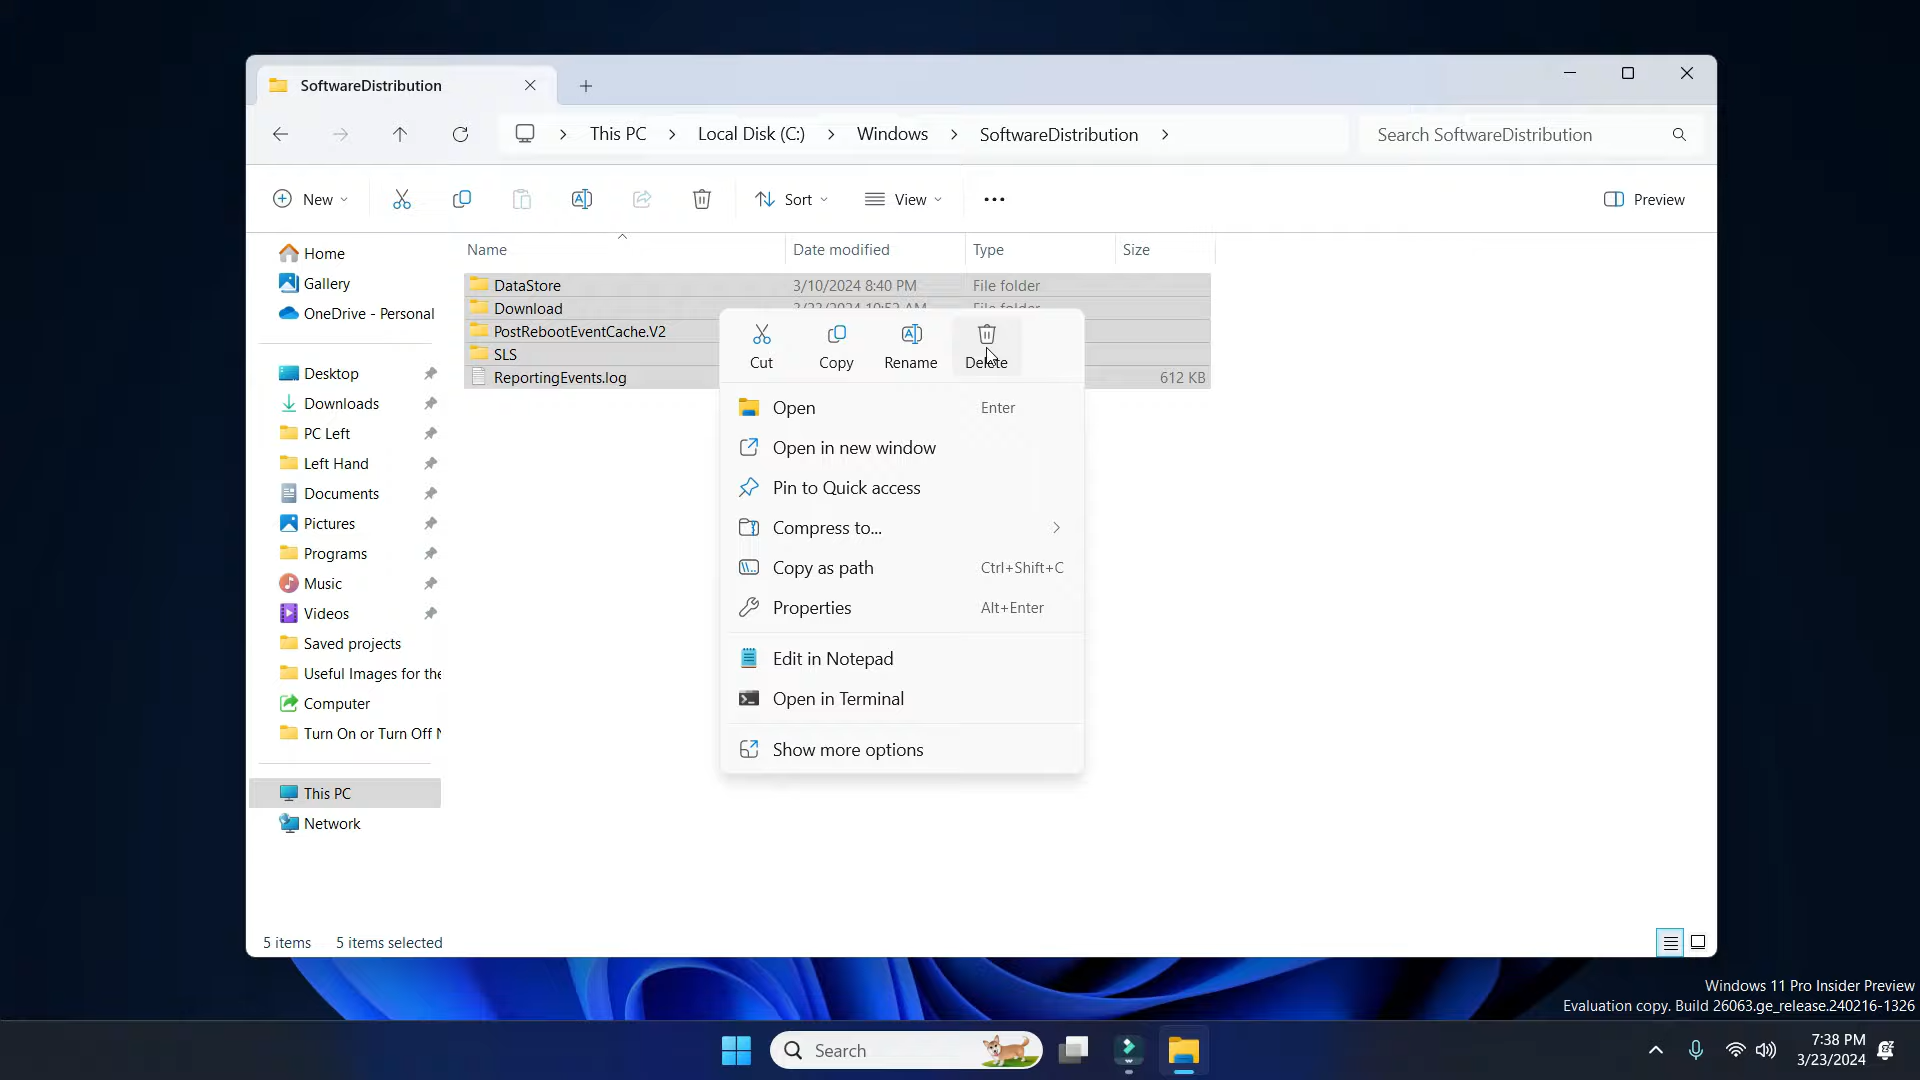 SoftwareDistribution
This PC
Local Disk (C:)
Windows
SoftwareDistribution
Search SoftwareDistribution
New
Sort
View
Preview
Name
Date modified
Type
Size
Home
Gallery
OneDrive - Personal
Desktop
Downloads
PC Left
Left Hand
Documents
Pictures
Programs
Music
Videos
Saved projects
Useful Images for the
Computer
Turn On or Turn Off
This PC
Network
DataStore 3/10/2024 8:40 PM File folder
Download 3/23/2024 10:52 AM File folder
PostRebootEventCache.V2
SLS
ReportingEvents.log 612 KB
Cut
Copy
Rename
Delete
Open Enter
Open in new window
Pin to Quick access
Compress to...
Copy as path Ctrl+Shift+C
Properties Alt+Enter
Edit in Notepad
Open in Terminal
Show more options
5 items 5 items selected
Windows 11 Pro Insider Preview
Evaluation copy. Build 26063.ge_release.240216-1326
Search
7:38 PM
3/23/2024